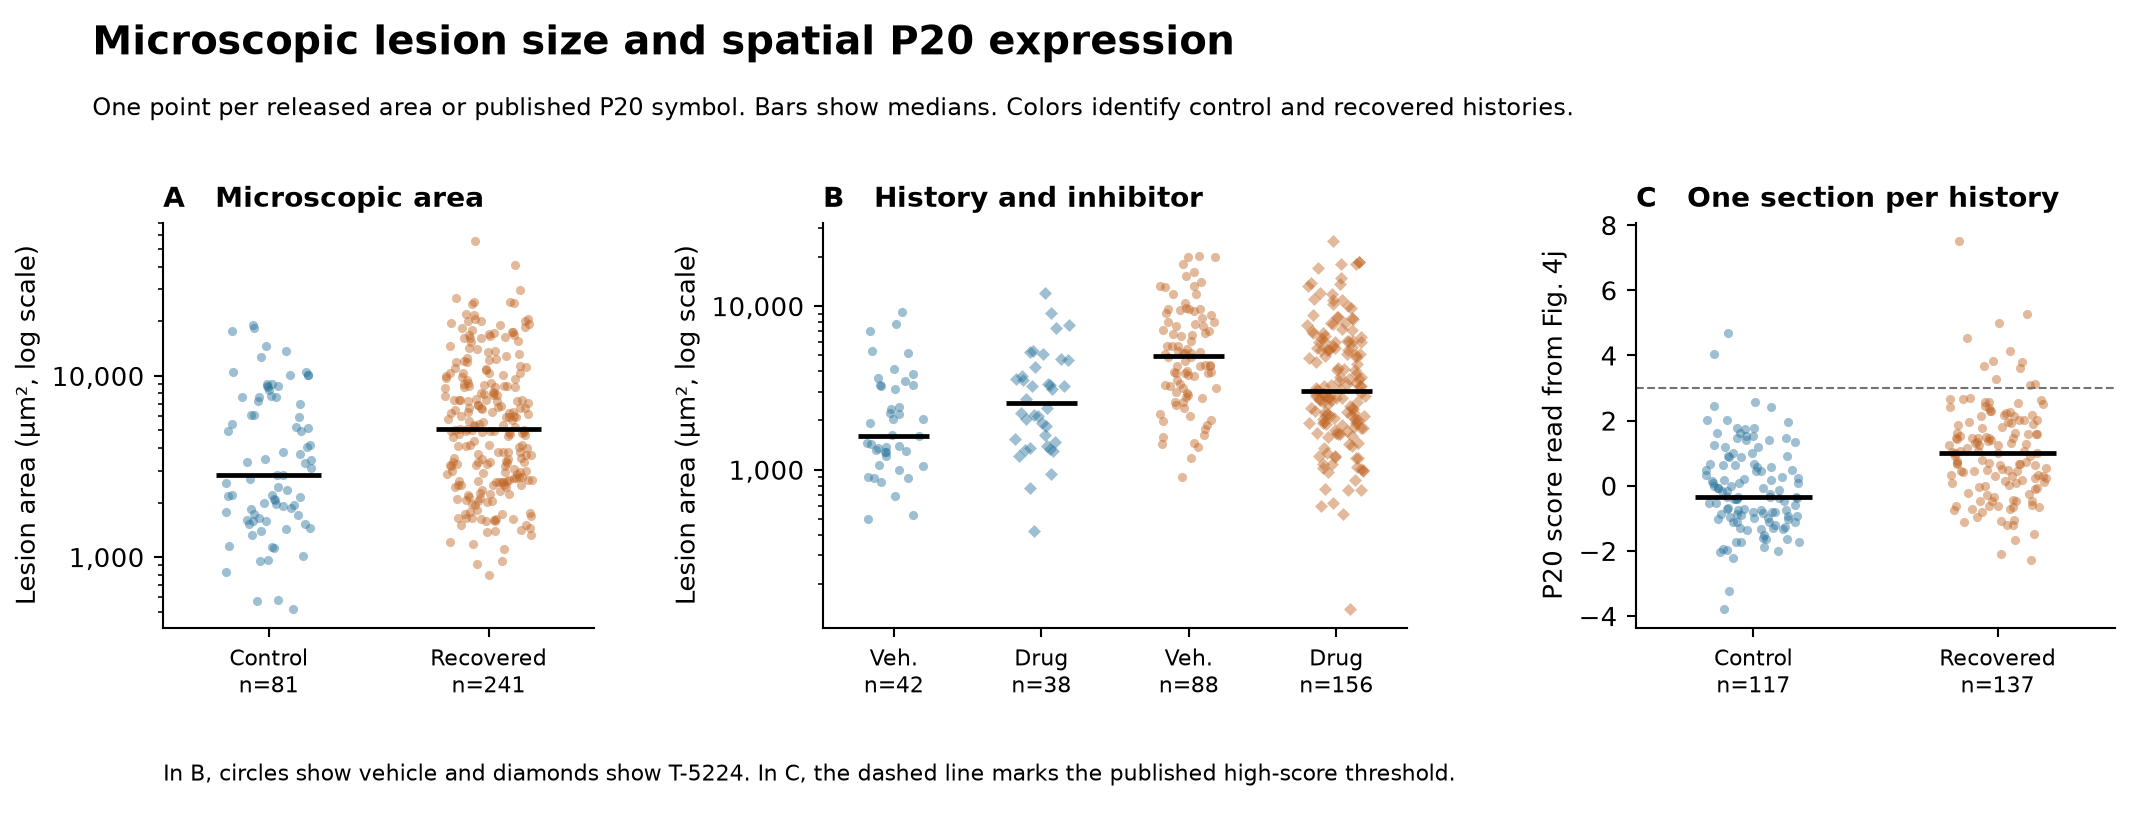 Microscopic lesion size and spatial P20 expression
One point per released area or published P20 symbol. Bars show medians. Colors identify control and recovered histories.
A Microscopic area
Lesion area (µm², log scale)
10,000
1,000
Control
n=81
Recovered
n=241
B History and inhibitor
Lesion area (µm², log scale)
10,000
1,000
Veh.
n=42
Drug
n=38
Veh.
n=88
Drug
n=156
C One section per history
P20 score read from Fig. 4j
8
6
4
2
0
−2
−4
Control
n=117
Recovered
n=137
In B, circles show vehicle and diamonds show T-5224. In C, the dashed line marks the published high-score threshold.